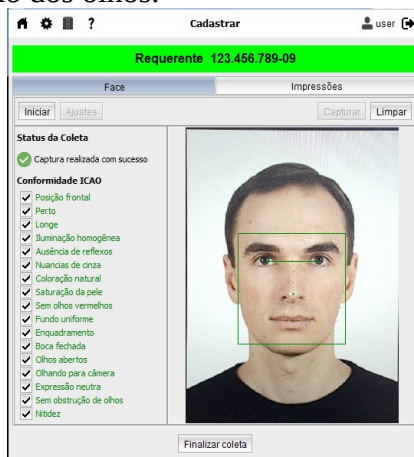 ao dos olhos.
? Cadastrar user
Requerente 123.456.789-09
Face Impressões
Iniciar Ajustes Capturar Limpar
Status da Coleta
Captura realizada com sucesso
Conformidade ICAO
Posição frontal
Perto
Longe
Iluminação homogênea
Ausência de reflexos
Nuancias de cinza
Coloração natural
Saturação da pele
Sem olhos vermelhos
Fundo uniforme
Enquadramento
Boca fechada
Olhos abertos
Olhando para câmera
Expressão neutra
Sem obstrução de olhos
Nitidez
Finalizar coleta